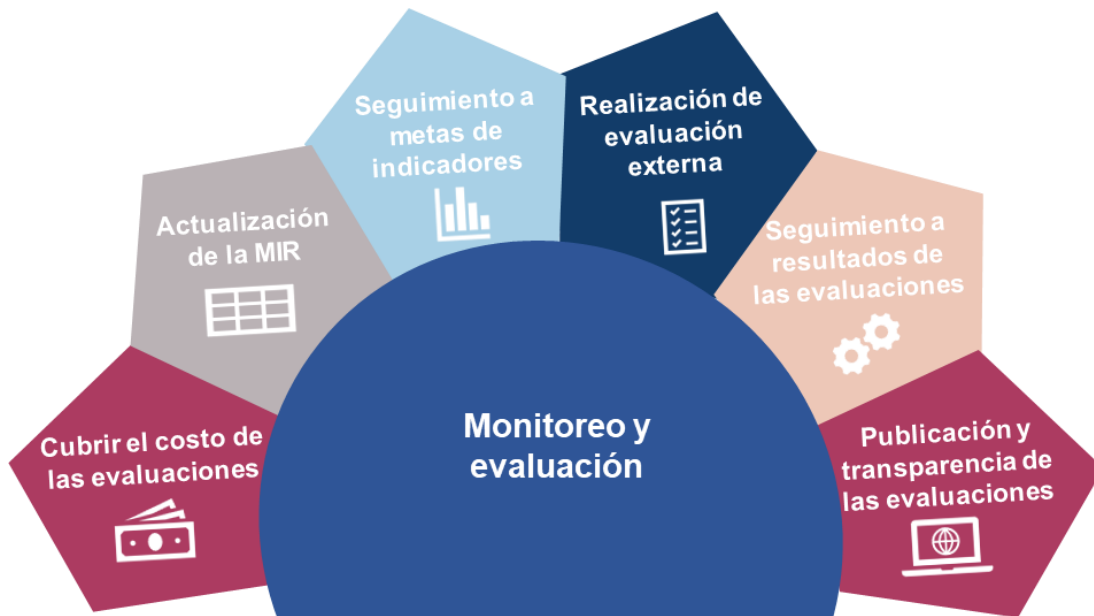 Cubrir el costo de
las evaluaciones
Actualización
de la MIR
Seguimiento a
metas de
indicadores
Realización de
evaluación
externa
Seguimiento a
resultados de
las evaluaciones
Publicación y
transparencia de
las evaluaciones
Monitoreo y
evaluación